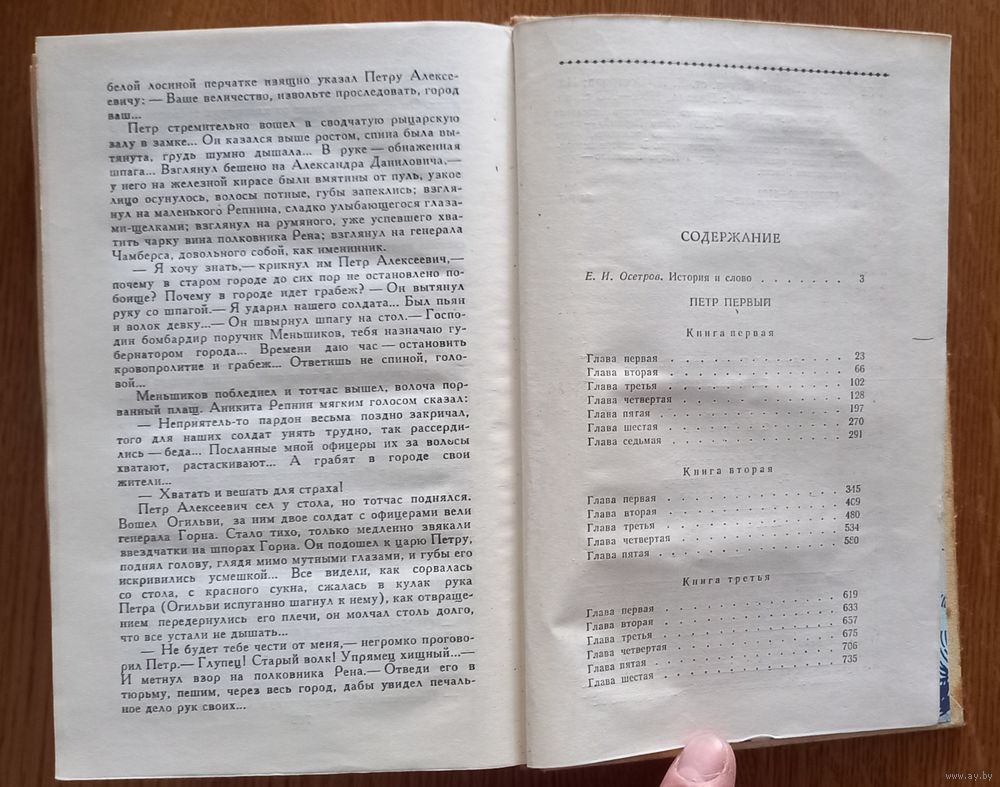 белой лосиной перчатке изящно указал Петру Алексе-
евичу: — Ваше величество, извольте проследовать, город
ваш...
Петр стремительно вошел в сводчатую рыцарскую
залу в замке... Он казался выше ростом, спина была вы-
тянута, грудь шумно дышала... В руке — обнаженная
шпага... Взглянул бешено на Александра Даниловича,—
у него на железной кирасе были вмятины от пуль, узкое
лицо осунулось, волосы потные, губы запеклись; взгля-
нул на маленького Репнина, сладко улыбающегося глаза-
ми-щелками; взглянул на румяного, уже успевшего хва-
тить чарку вина полковника Рена; взглянул на генерала
Чамберса, довольного собой, как именинник.
— Я хочу знать,— крикнул им Петр Алексеевич,—
почему в старом городе до сих пор не остановлено по-
боище? Почему в городе идет грабеж? — Он вытянул
руку со шпагой.— Я ударил нашего солдата... Был пьян
и волок девку...— Он швырнул шпагу на стол.— Госпо-
дин бомбардир поручик Меньшиков, тебя назначаю гу-
бернатором города... Времени даю час — остановить
кровопролитие и грабеж... Ответишь не спиной, голо-
вой...
Меньшиков побледнел и тотчас вышел, волоча пор-
ванный плащ. Аникита Репнин мягким голосом сказал:
— Неприятель-то пардон весьма поздно закричал,
того для наших солдат унять трудно, так рассерди-
лись — беда... Посланные мной офицеры их за волосы
хватают, растаскивают... А грабят в городе свои
жители...
— Хватать и вешать для страха!
Петр Алексеевич сел у стола, но тотчас поднялся.
Вошел Огильви, за ним двое солдат с офицерами вели
генерала Горна. Стало тихо, только медленно звякали
звездчатки на шпорах Горна. Он подошел к царю Петру,
поднял голову, глядя мимо мутными глазами, и губы его
искривились усмешкой... Все видели, как сорвалась
со стола, с красного сукна, сжалась в кулак рука
Петра (Огильви испуганно шагнул к нему), как отвраще-
нием передернулись его плечи, он молчал столь долго,
что все устали не дышать...
— Не будет тебе чести от меня,— негромко прогово-
рил Петр.— Глупец! Старый волк! Упрямец хищный...—
И метнул взор на полковника Рена.— Отведи его в
тюрьму, пешим, через весь город, дабы увидел печаль-
ное дело рук своих...
СОДЕРЖАНИЕ
Е. И. Осетров. История и слово . . . . . . . 3
ПЕТР ПЕРВЫЙ
Книга первая
Глава первая . . . . . . . . . . . 23
Глава вторая . . . . . . . . . . . 66
Глава третья . . . . . . . . . . . 102
Глава четвертая . . . . . . . . . . 128
Глава пятая . . . . . . . . . . . 197
Глава шестая . . . . . . . . . . . 270
Глава седьмая . . . . . . . . . . 291
Книга вторая
Глава первая . . . . . . . . . . . 345
Глава вторая . . . . . . . . . . . 409
Глава третья . . . . . . . . . . . 480
Глава четвертая . . . . . . . . . . 534
Глава пятая . . . . . . . . . . . 580
Книга третья
Глава первая . . . . . . . . . . . 619
Глава вторая . . . . . . . . . . . 633
Глава третья . . . . . . . . . . . 657
Глава четвертая . . . . . . . . . . 675
Глава пятая . . . . . . . . . . . 706
Глава шестая . . . . . . . . . . . 735
www.ay.by